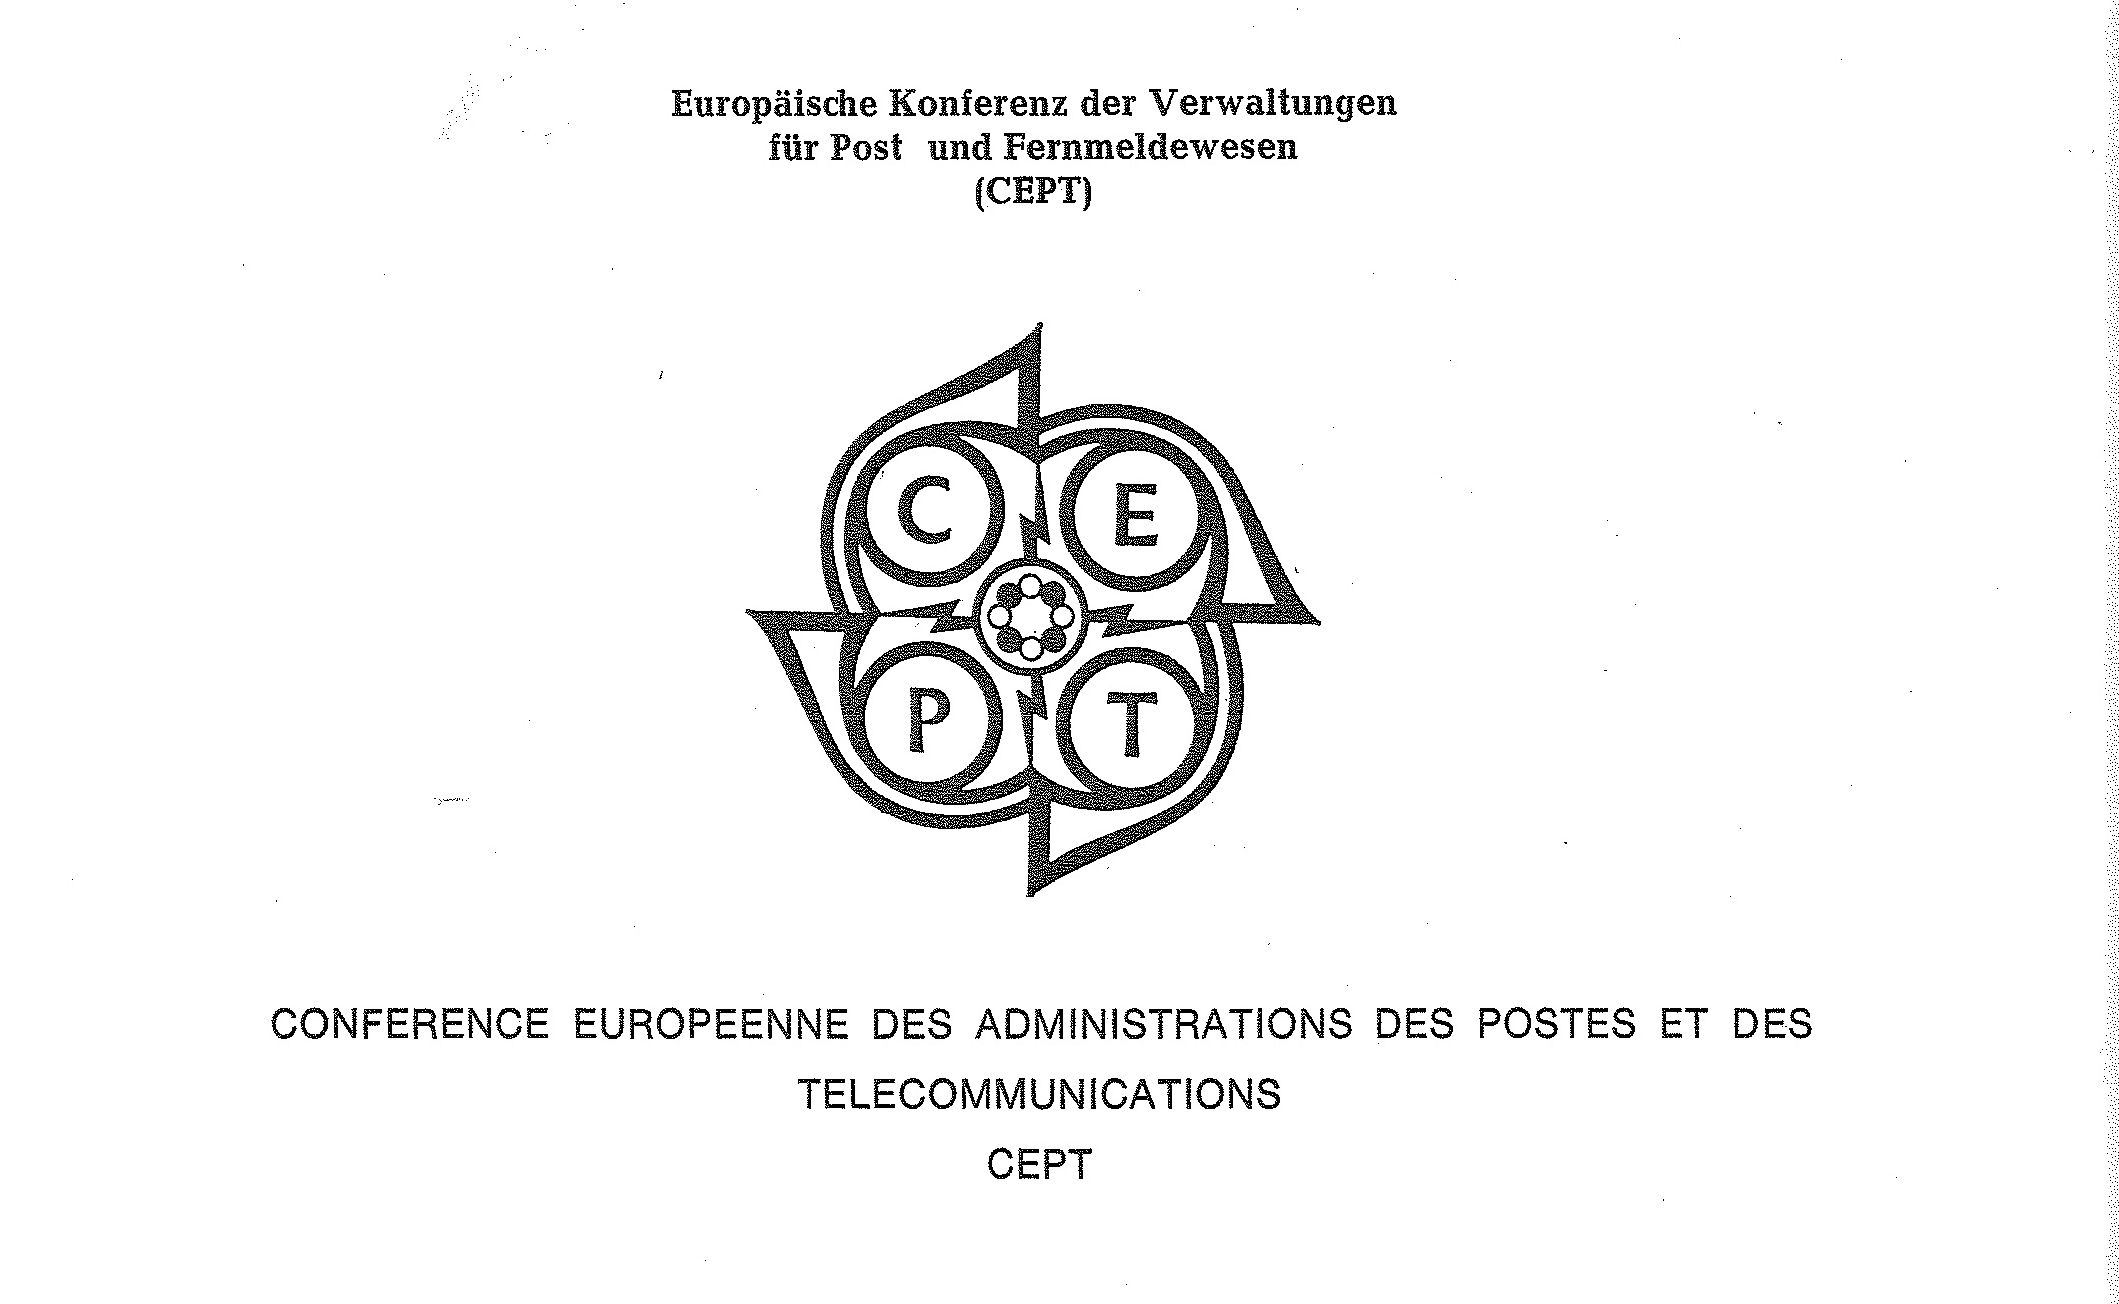 Europäische Konferenz der Verwaltungen
für Post und Fernmeldewesen
(CEPT)
C E
P T
CONFERENCE EUROPEENNE DES ADMINISTRATIONS DES POSTES ET DES
TELECOMMUNICATIONS
CEPT